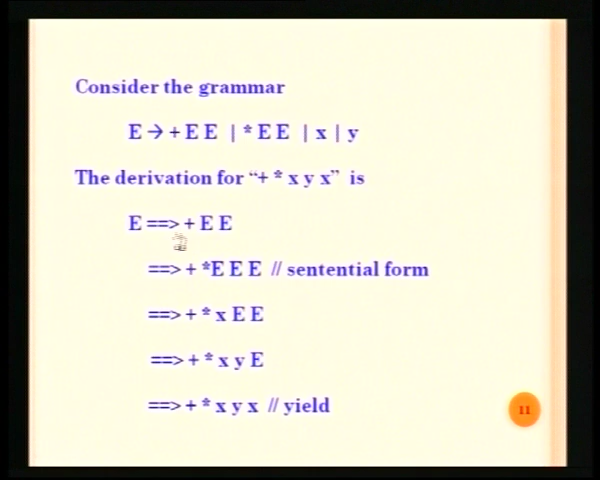 Consider the grammar
E → + E E | * E E | x | y
The derivation for “+ * x y x” is
E ==> + E E
==> + *E E E // sentential form
==> + * x E E
==> + * x y E
==> + * x y x // yield
11